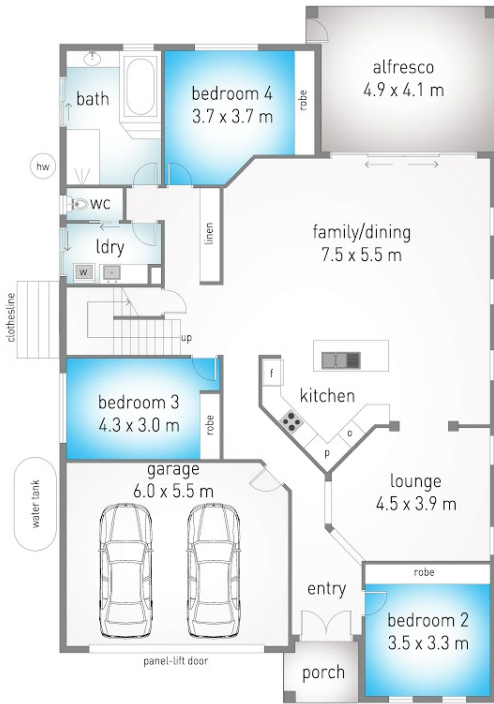 alfresco
4.9 x 4.1 m
bath
bedroom 4
3.7 x 3.7 m
robe
hw
wc
ldry
w
linen
family/dining
7.5 x 5.5 m
clothesline
up
f
kitchen
o
p
bedroom 3
4.3 x 3.0 m
robe
garage
6.0 x 5.5 m
lounge
4.5 x 3.9 m
water tank
robe
entry
bedroom 2
3.5 x 3.3 m
panel-lift door
porch